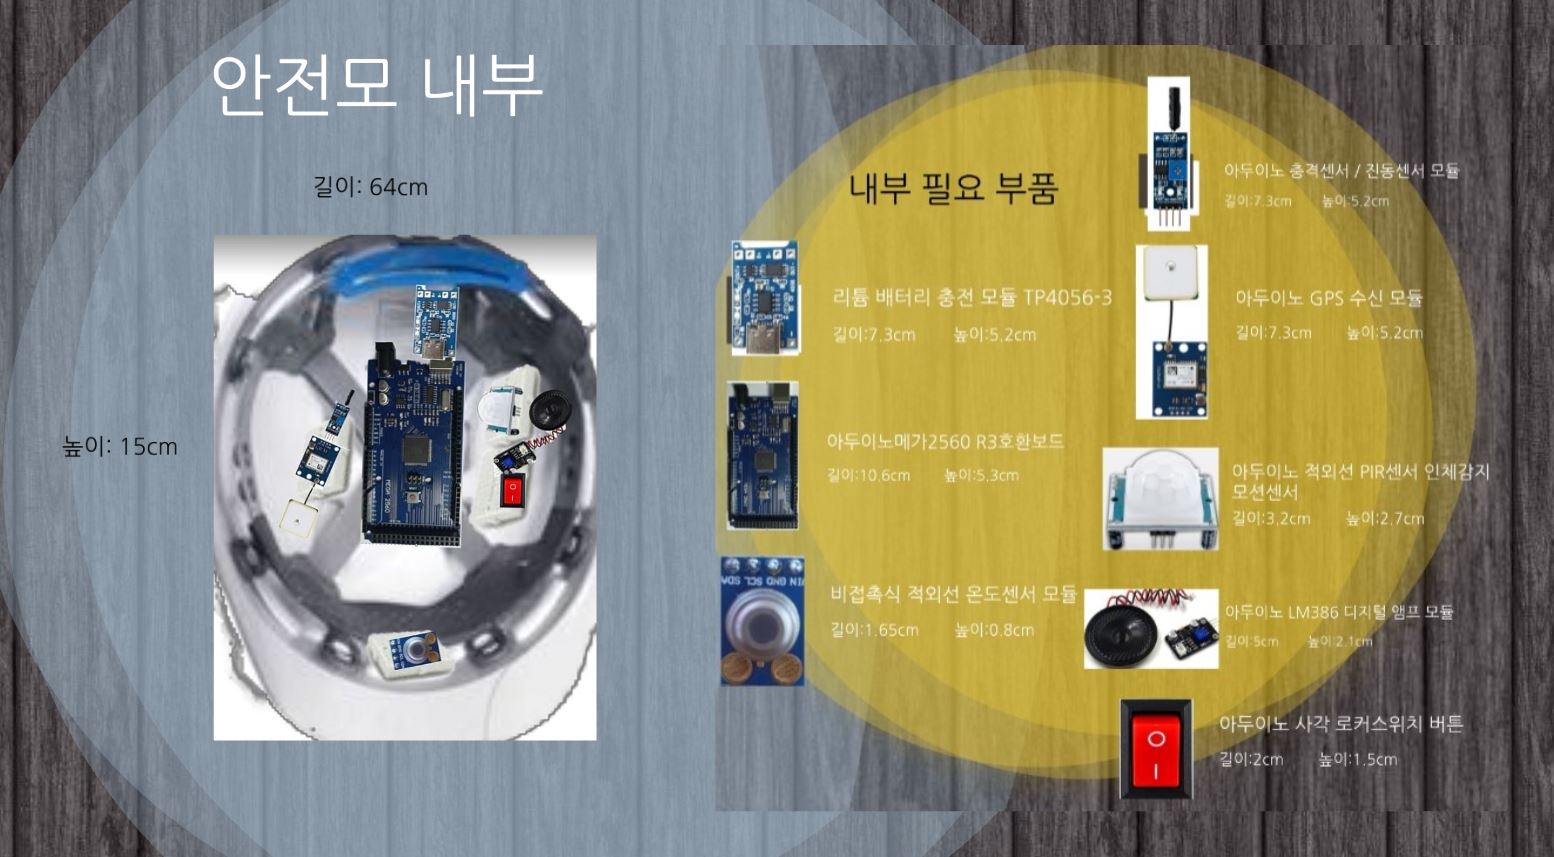 안전모 내부
길이: 64cm
높이: 15cm
내부 필요 부품
리튬 배터리 충전 모듈 TP4056-3
길이:7.3cm 높이:5.2cm
아두이노메가2560 R3호환보드
길이:10.6cm 높이:5.3cm
비접촉식 적외선 온도센서 모듈
길이:1.65cm 높이:0.8cm
아두이노 충격센서 / 진동센서 모듈
길이:7.3cm 높이:5.2cm
아두이노 GPS 수신 모듈
길이:7.3cm 높이:5.2cm
아두이노 적외선 PIR센서 인체감지
모션센서
길이:3.2cm 높이:2.7cm
아두이노 LM386 디지털 앰프 모듈
길이:5cm 높이:2.1cm
아두이노 사각 로커스위치 버튼
길이:2cm 높이:1.5cm
MEGA 2560
VIN GND SCL SDA